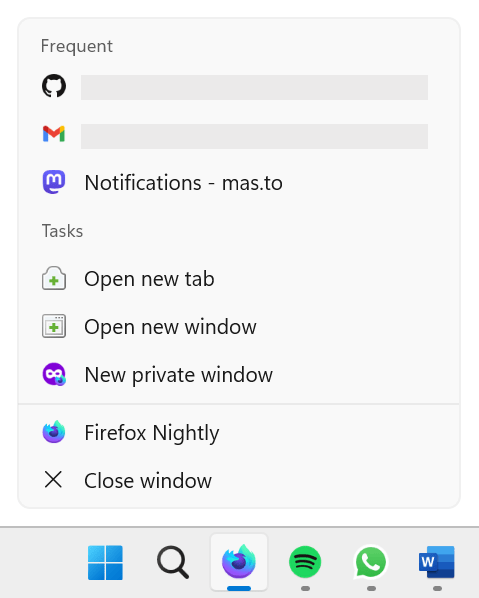 Frequent
Notifications - mas.to
Tasks
Open new tab
Open new window
New private window
Firefox Nightly
Close window
W